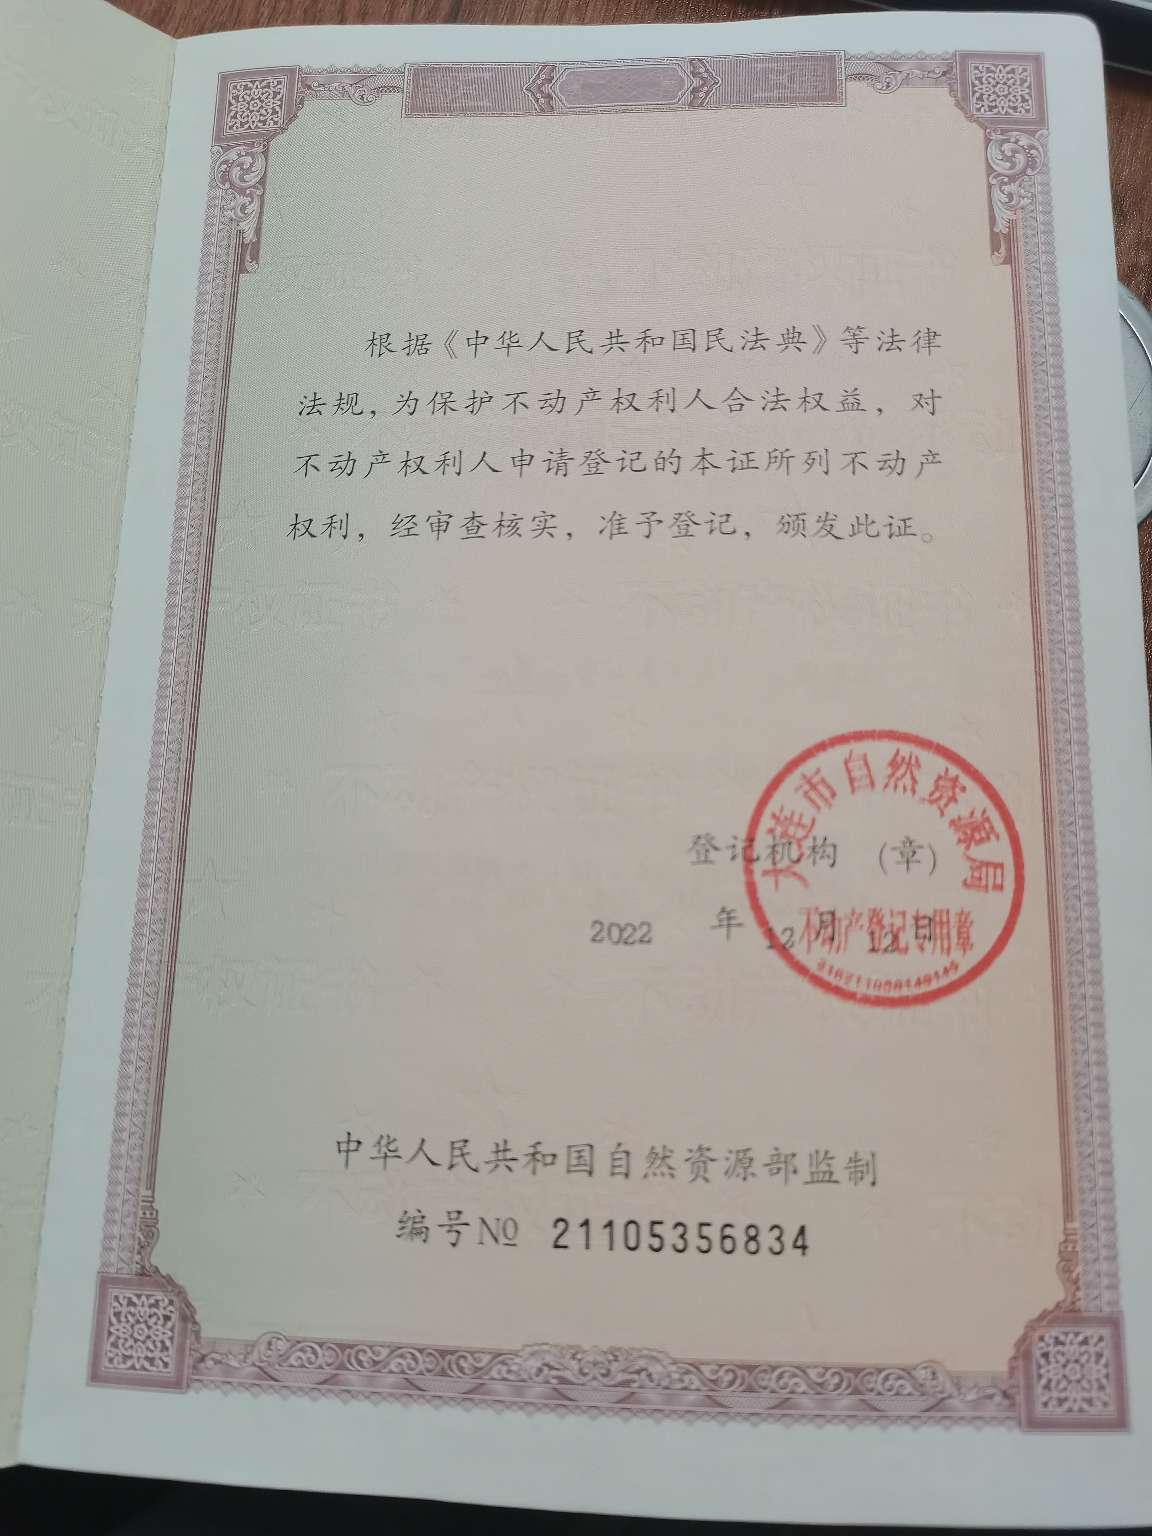 根据《中华人民共和国民法典》等法律
法规，为保护不动产权利人合法权益，对
不动产权利人申请登记的本证所列不动产
权利，经审查核实，准予登记，颁发此证。
大连市自然资源局
登记机构 （章）
2022 年 12 月 12 日
不动产登记专用章
中华人民共和国自然资源部监制
编号№ 21105356834